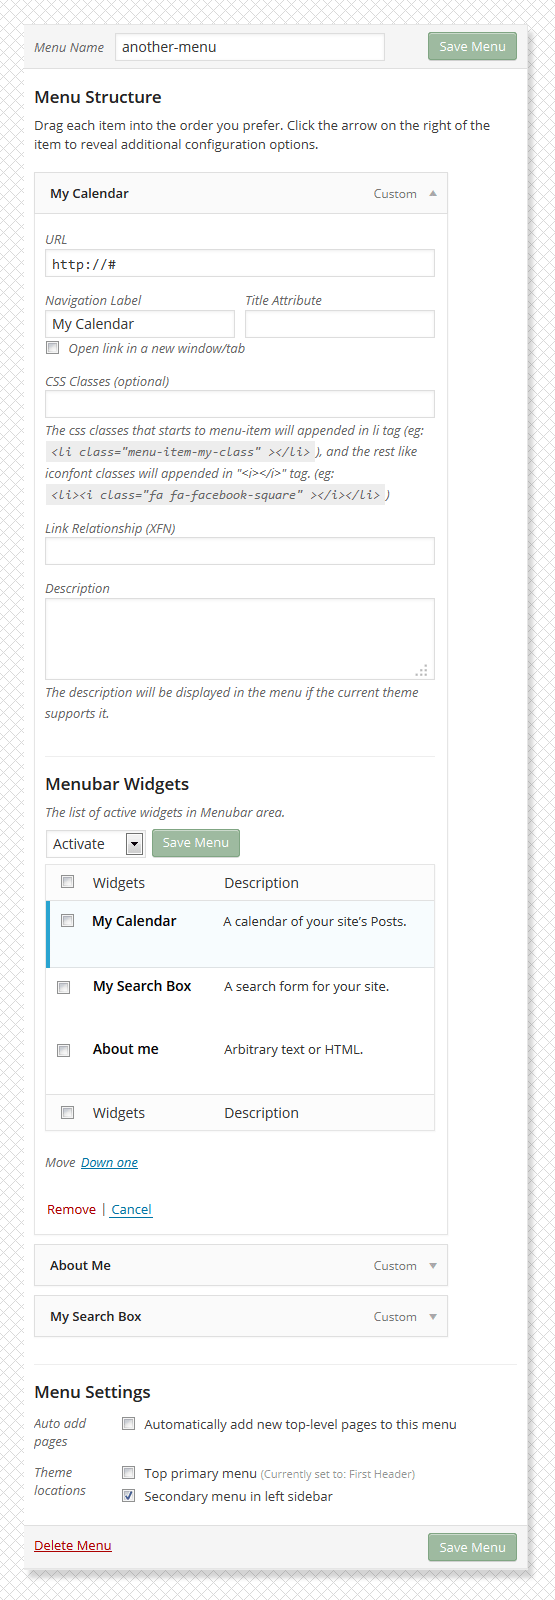 Menu Name another-menu Save Menu
Menu Structure
Drag each item into the order you prefer. Click the arrow on the right of the
item to reveal additional configuration options.
My Calendar Custom
URL
http://#
Navigation Label Title Attribute
My Calendar
Open link in a new window/tab
CSS Classes (optional)
The css classes that starts to menu-item will appended in li tag (eg:
<li class="menu-item-my-class" ></li>), and the rest like
iconfont classes will appended in "<i></i>" tag. (eg:
<li><i class="fa fa-facebook-square" ></i></li>)
Link Relationship (XFN)
Description
The description will be displayed in the menu if the current theme
supports it.
Menubar Widgets
The list of active widgets in Menubar area.
Activate Save Menu
Widgets Description
My Calendar A calendar of your site's Posts.
My Search Box A search form for your site.
About me Arbitrary text or HTML.
Widgets Description
Move Down one
Remove | Cancel
About Me Custom
My Search Box Custom
Menu Settings
Auto add Automatically add new top-level pages to this menu
pages
Theme Top primary menu (Currently set to: First Header)
locations Secondary menu in left sidebar
Delete Menu Save Menu